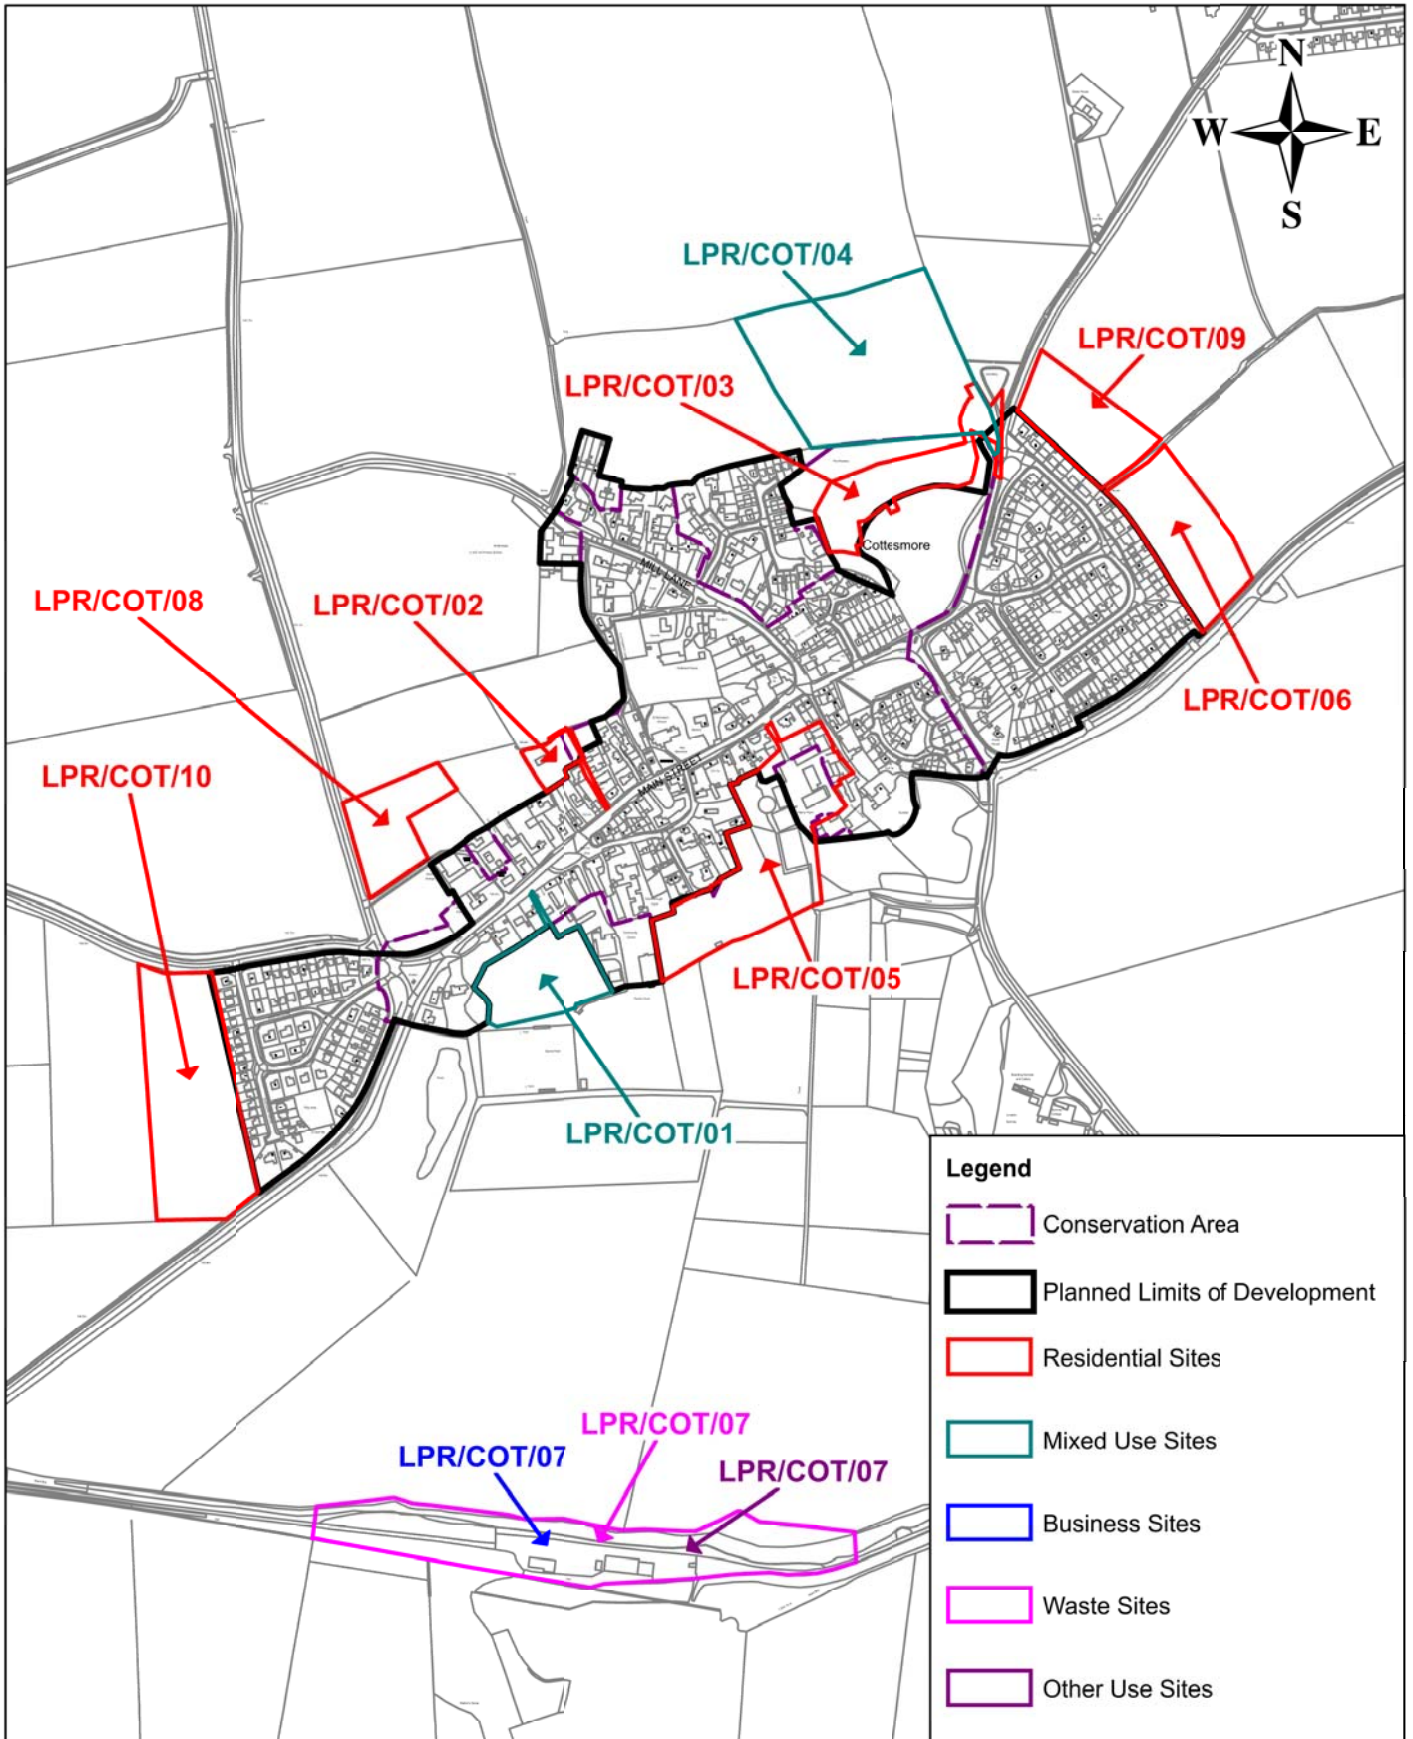 N
W E
S
LPR/COT/04
LPR/COT/09
LPR/COT/03
Cottesmore
MILL LANE
LPR/COT/08
LPR/COT/02
LPR/COT/06
MAIN STREET
LPR/COT/10
LPR/COT/05
LPR/COT/01
Legend
Conservation Area
Planned Limits of Development
Residential Sites
Mixed Use Sites
Business Sites
Waste Sites
Other Use Sites
LPR/COT/07
LPR/COT/07
LPR/COT/07